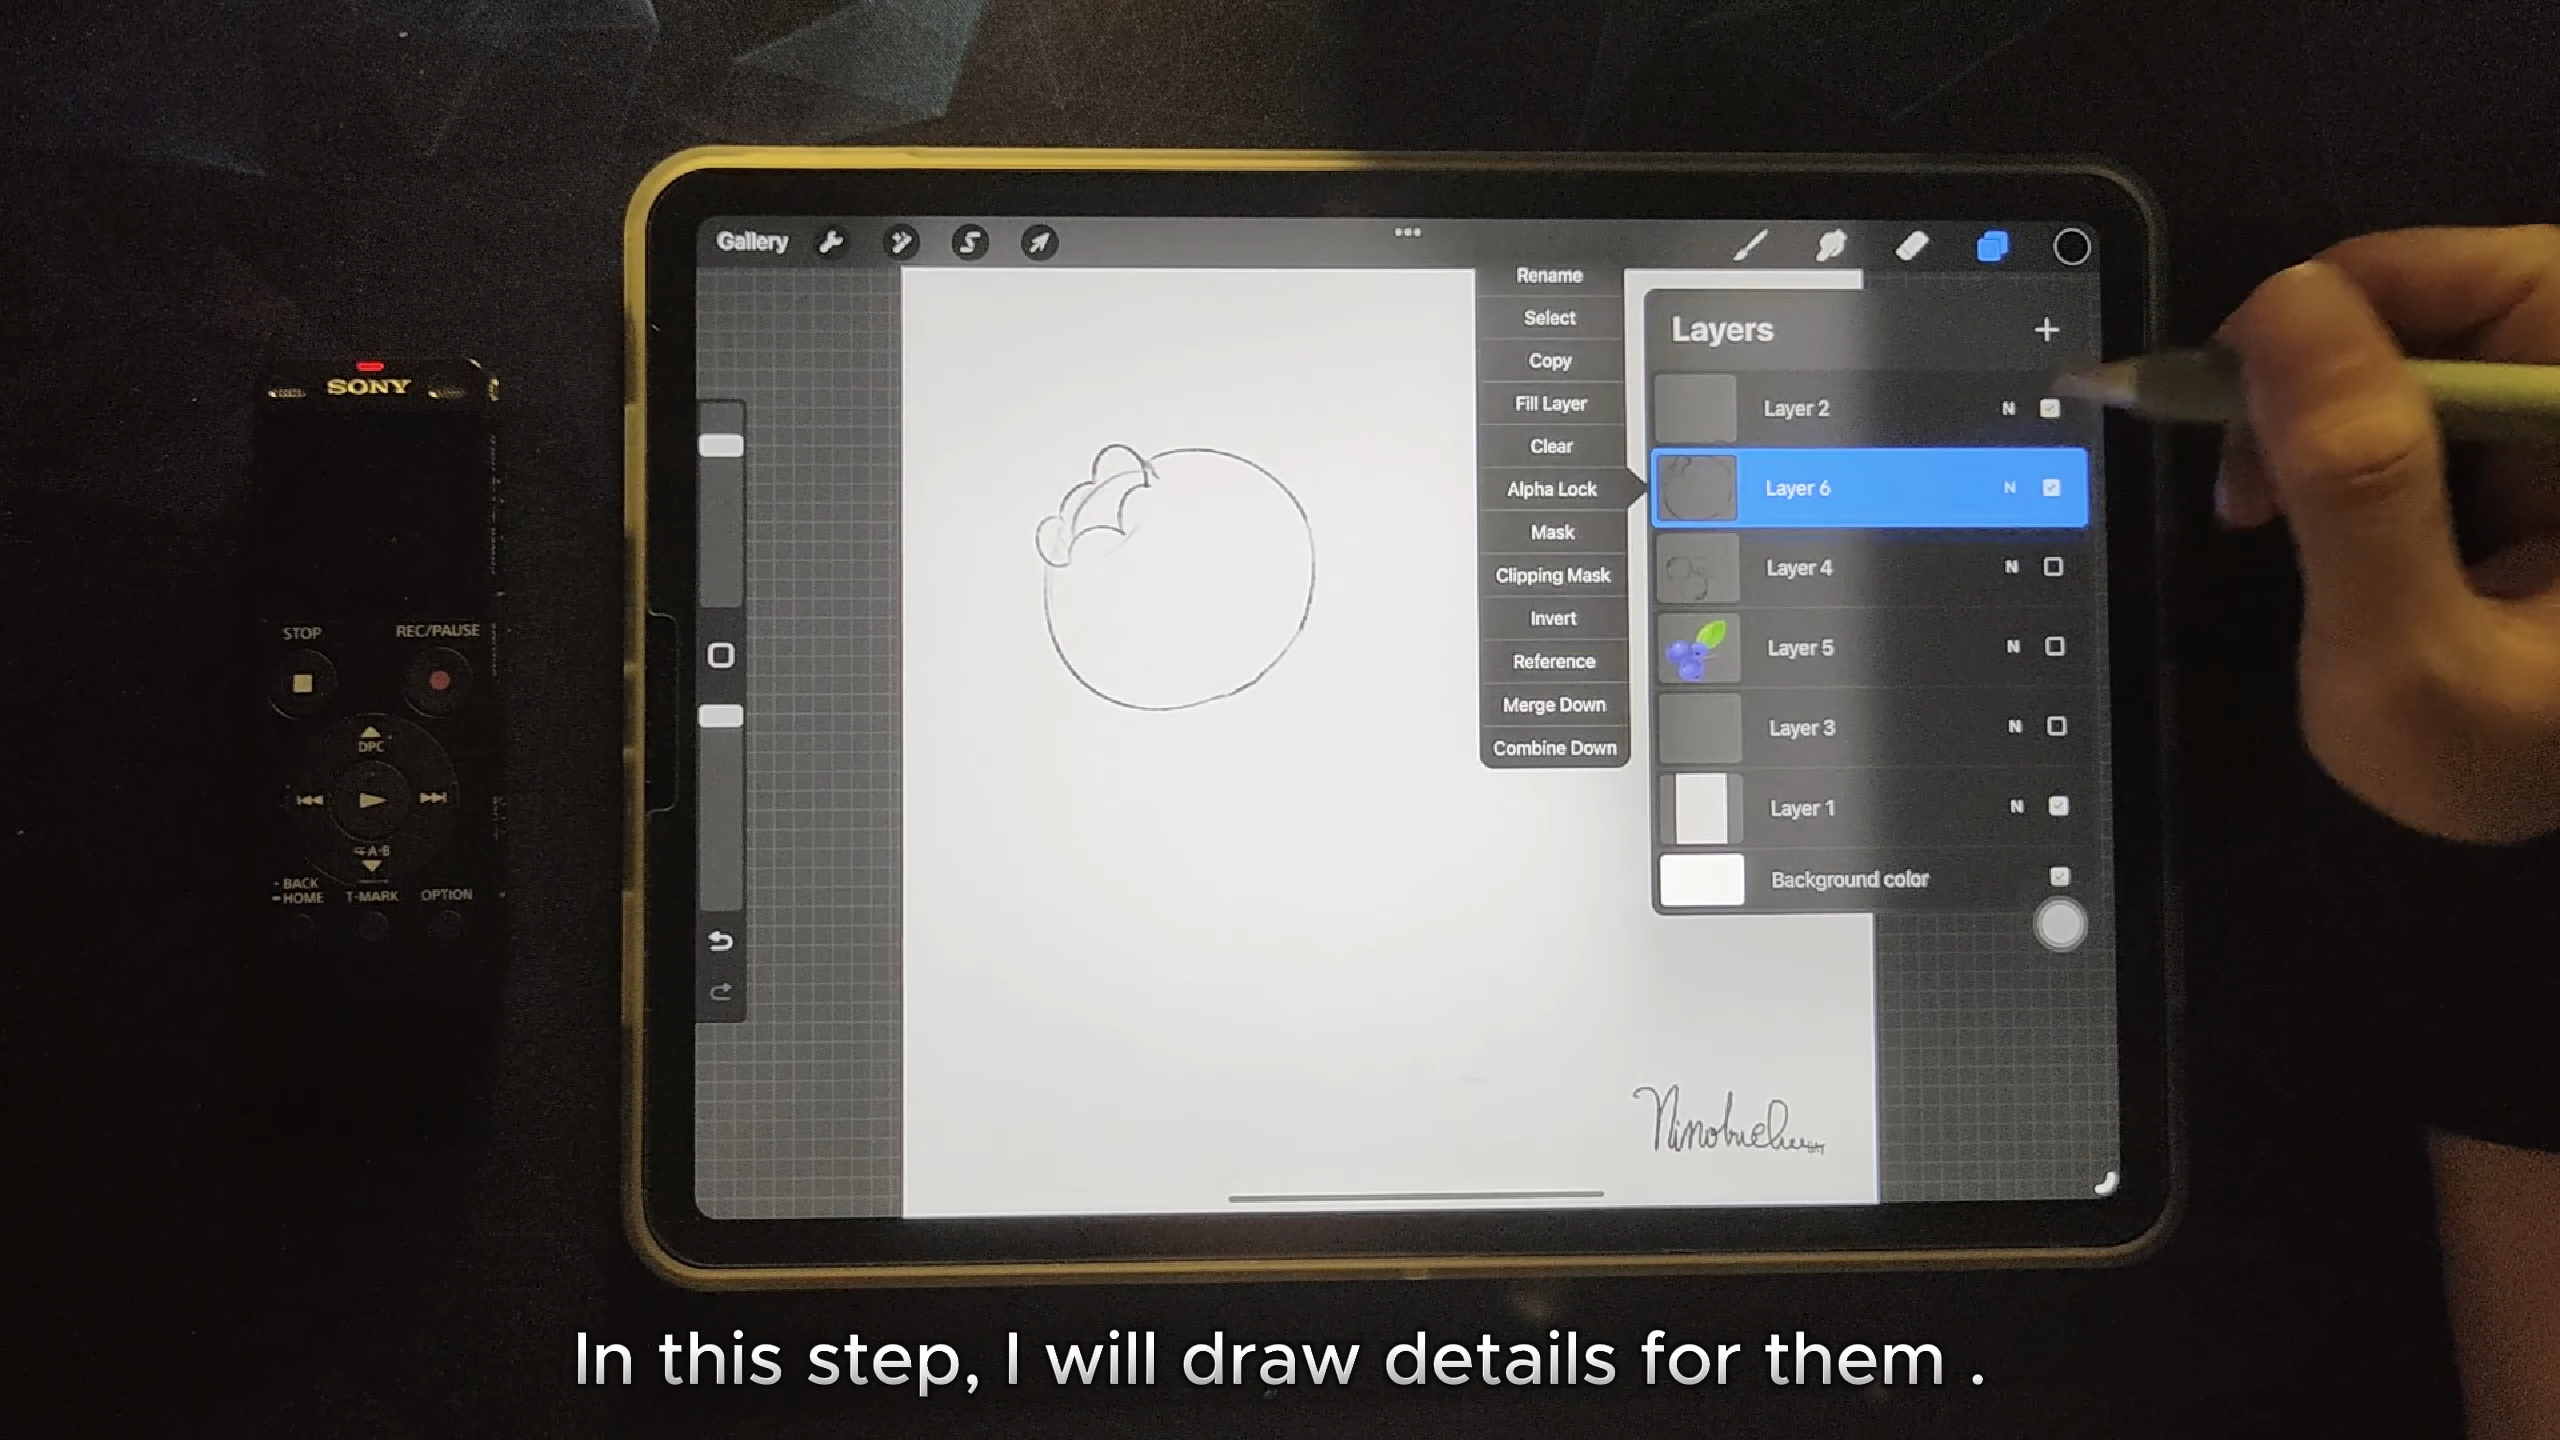 Gallery
Rename
Select
Copy
Fill Layer
Clear
Alpha Lock
Mask
Clipping Mask
Invert
Reference
Merge Down
Combine Down
Layers
Layer 2 N
Layer 6 N
Layer 4 N
Layer 5 N
Layer 3 N
Layer 1 N
Background color
SONY
STOP REC/PAUSE
DPC
A-B
BACK
HOME T-MARK OPTION
In this step, I will draw details for them .